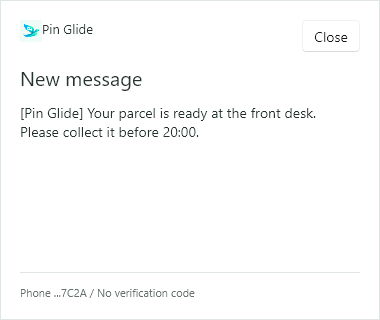 Pin Glide
Close
New message
[Pin Glide] Your parcel is ready at the front desk.
Please collect it before 20:00.
Phone ...7C2A / No verification code